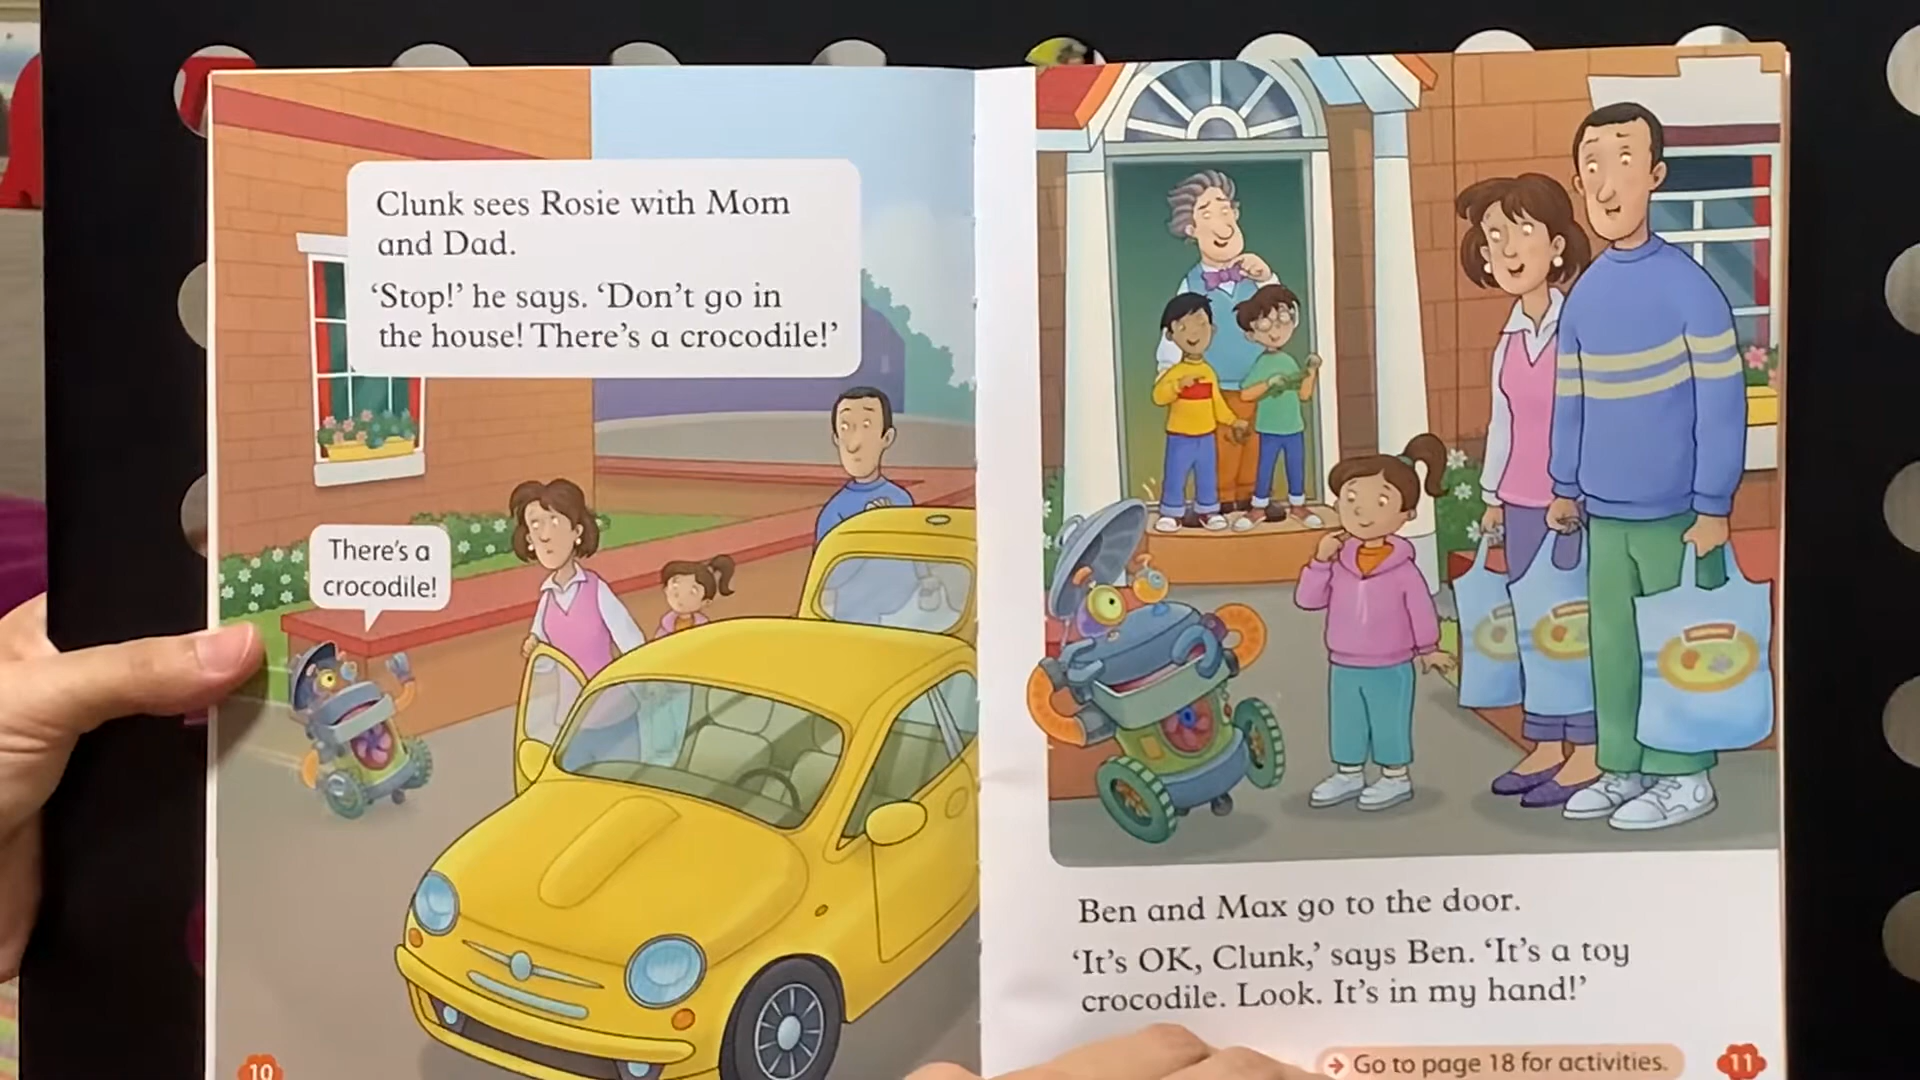 Clunk sees Rosie with Mom
and Dad.
‘Stop!’ he says. ‘Don’t go in
the house! There’s a crocodile!’
There’s a
crocodile!
10
Ben and Max go to the door.
‘It’s OK, Clunk,’ says Ben. ‘It’s a toy
crocodile. Look. It’s in my hand!’
Go to page 18 for activities.
11